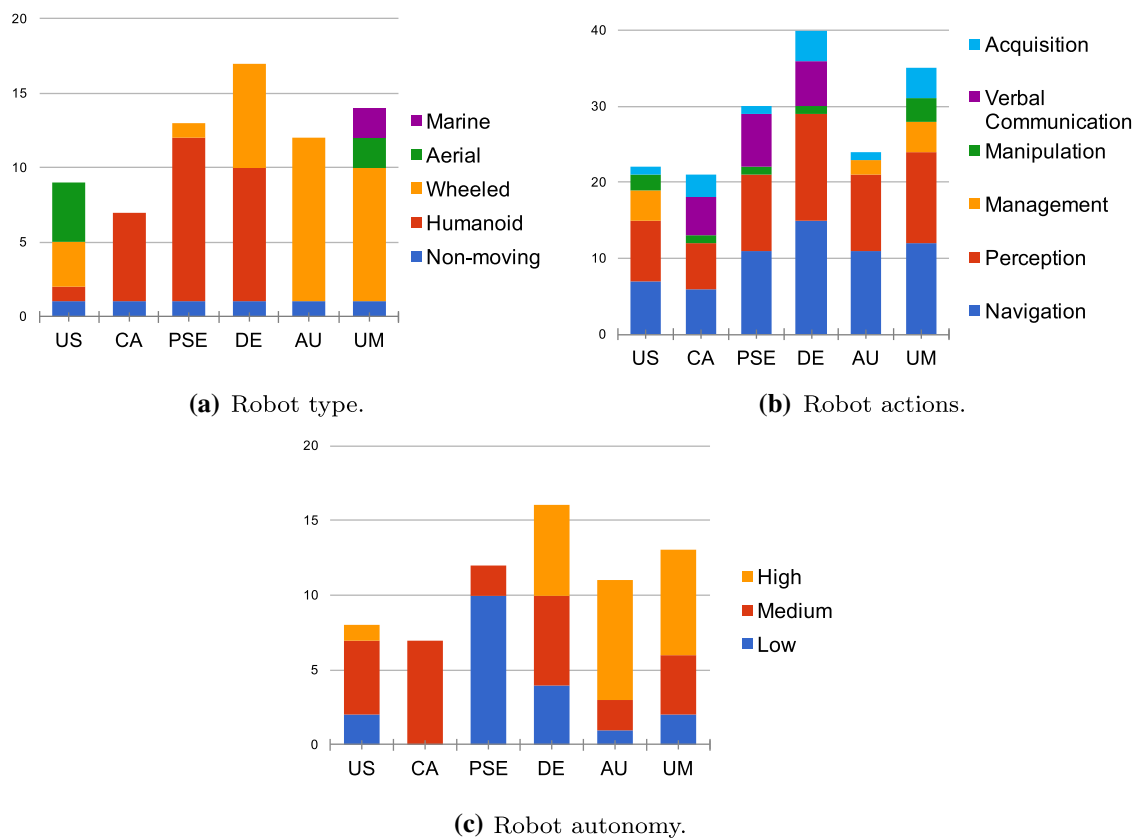 20
15
10
5
0
US CA PSE DE AU UM
Marine
Aerial
Wheeled
Humanoid
Non-moving
(a) Robot type.
40
30
20
10
0
US CA PSE DE AU UM
Acquisition
Verbal
Communication
Manipulation
Management
Perception
Navigation
(b) Robot actions.
20
15
10
5
0
US CA PSE DE AU UM
High
Medium
Low
(c) Robot autonomy.